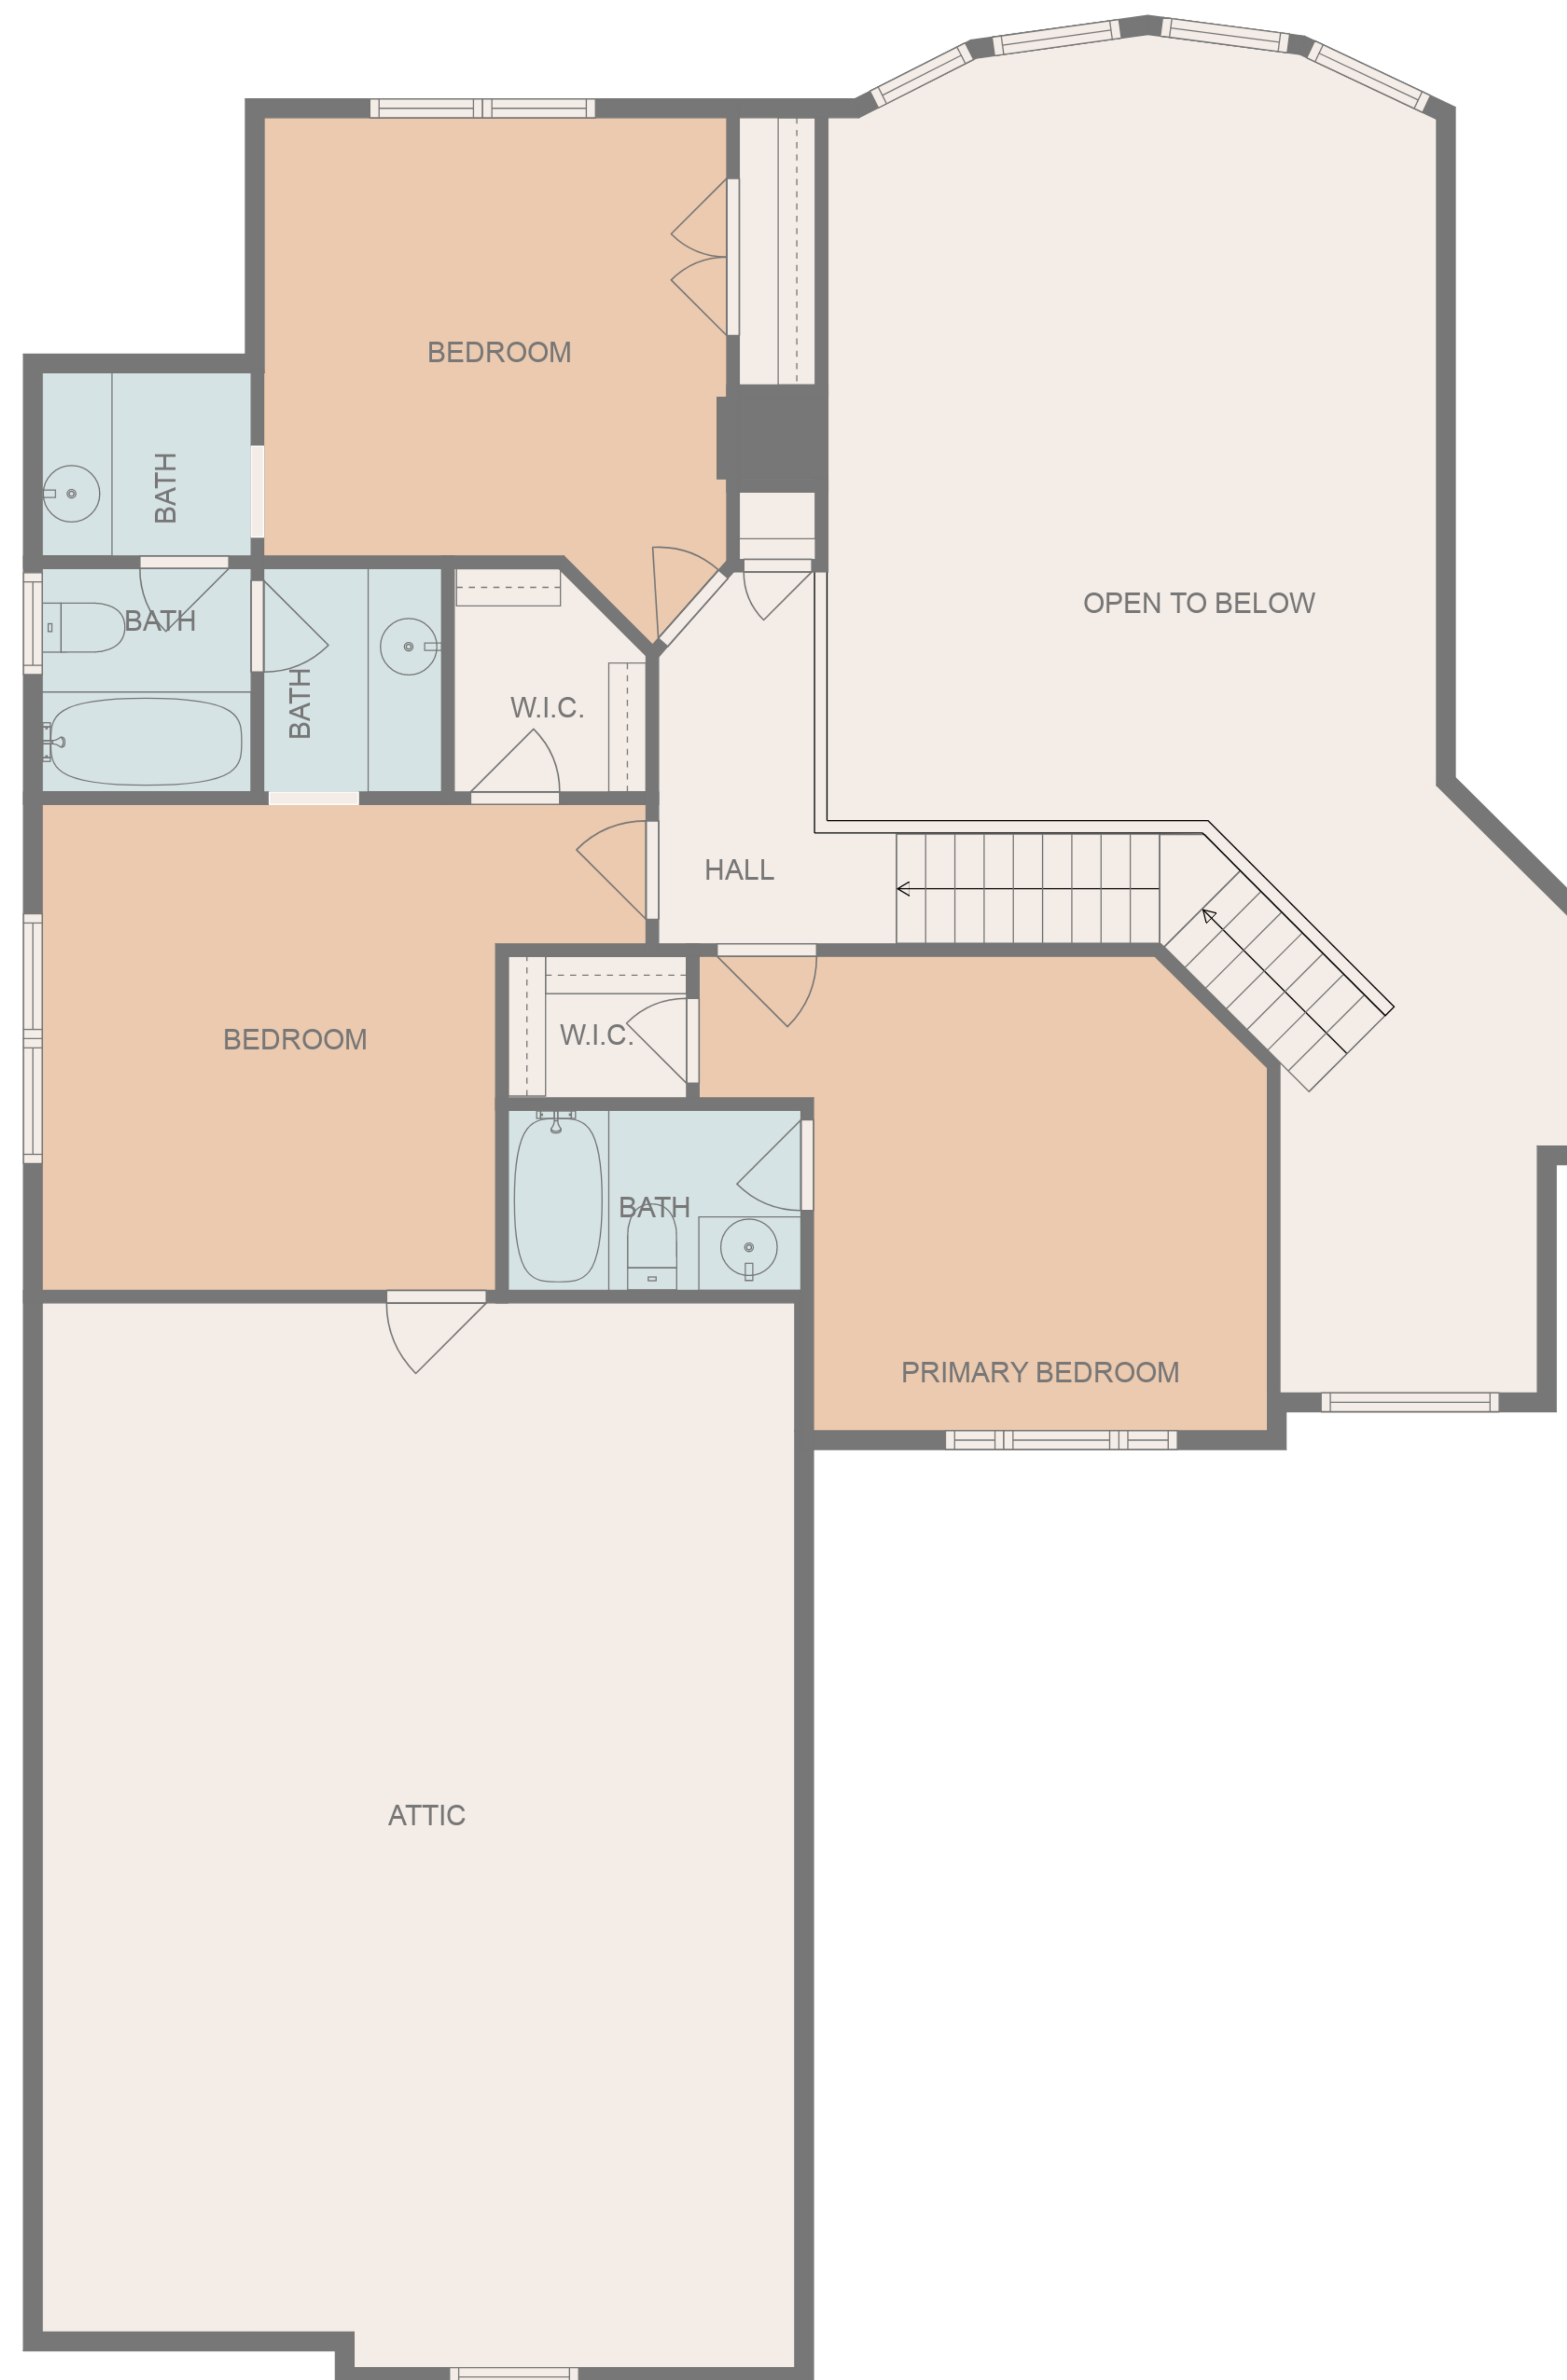 BEDROOM
BATH
OPEN TO BELOW
BATH
BATH
W.I.C.
HALL
W.I.C.
BEDROOM
BATH
PRIMARY BEDROOM
ATTIC